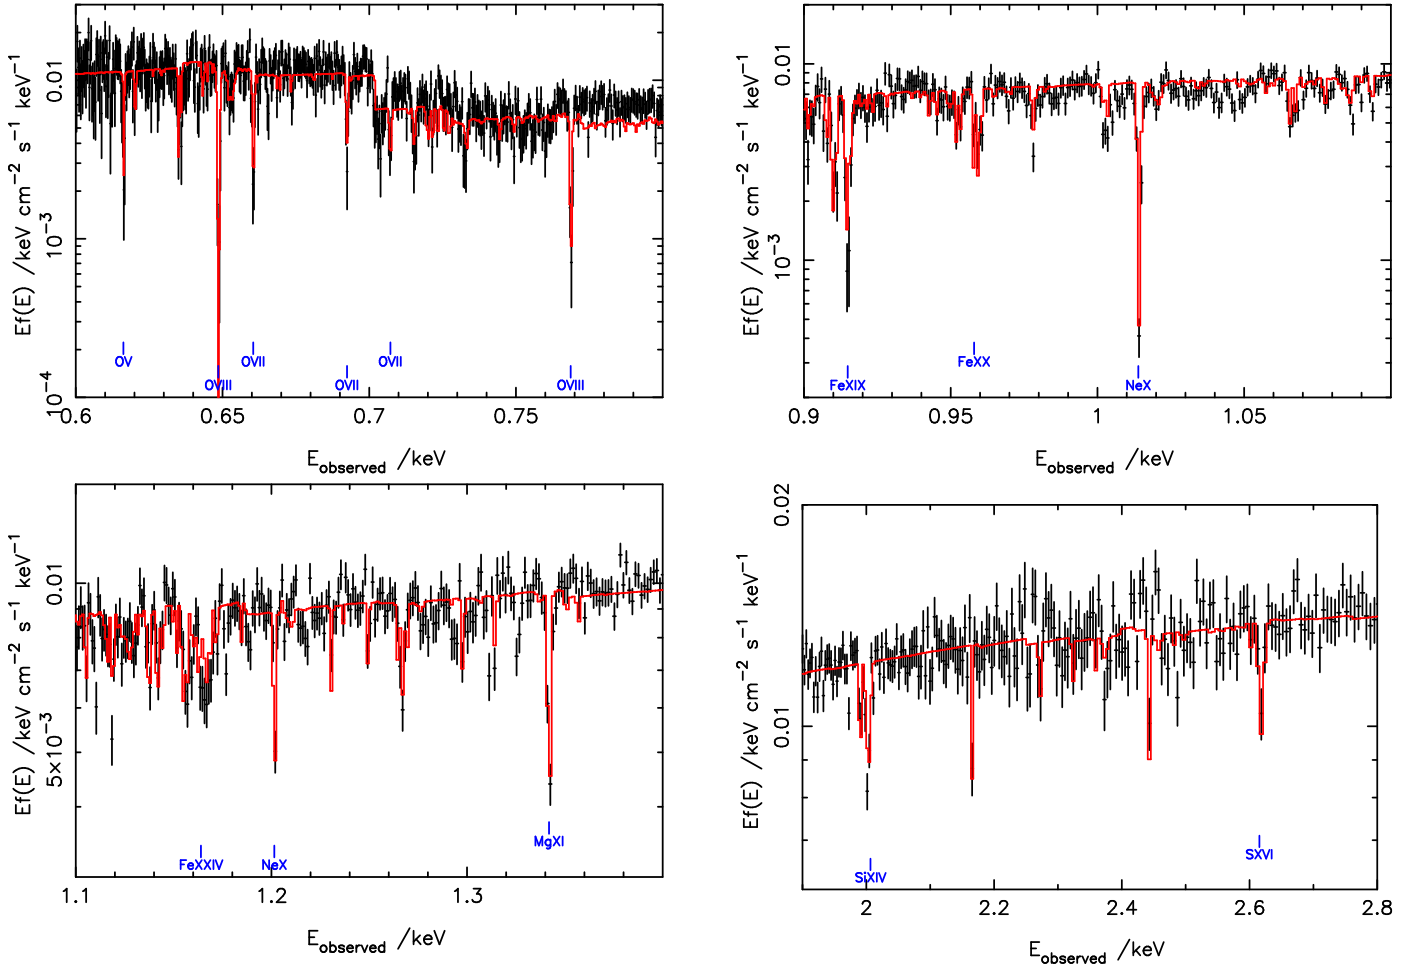 0.01
10⁻³
10⁻⁴
Ef(E) /keV cm⁻² s⁻¹ keV⁻¹
OV
OVIII
OVII
OVII
OVII
OVIII
0.6
0.65
0.7
0.75
E_observed /keV
0.01
10⁻³
Ef(E) /keV cm⁻² s⁻¹ keV⁻¹
FeXIX
FeXX
NeX
0.9
0.95
1
1.05
E_observed /keV
0.01
5×10⁻³
Ef(E) /keV cm⁻² s⁻¹ keV⁻¹
FeXXIV
NeX
MgXI
1.1
1.2
1.3
E_observed /keV
0.02
0.01
Ef(E) /keV cm⁻² s⁻¹ keV⁻¹
SiXIV
SXVI
2
2.2
2.4
2.6
2.8
E_observed /keV